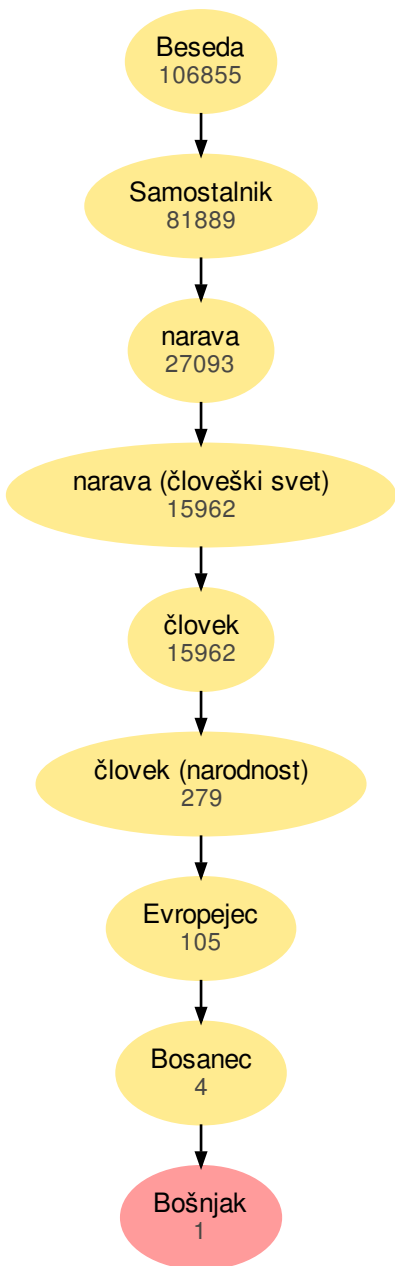 Beseda
106855
Samostalnik
81889
narava
27093
narava (človeški svet)
15962
človek
15962
človek (narodnost)
279
Evropejec
105
Bosanec
4
Bošnjak
1